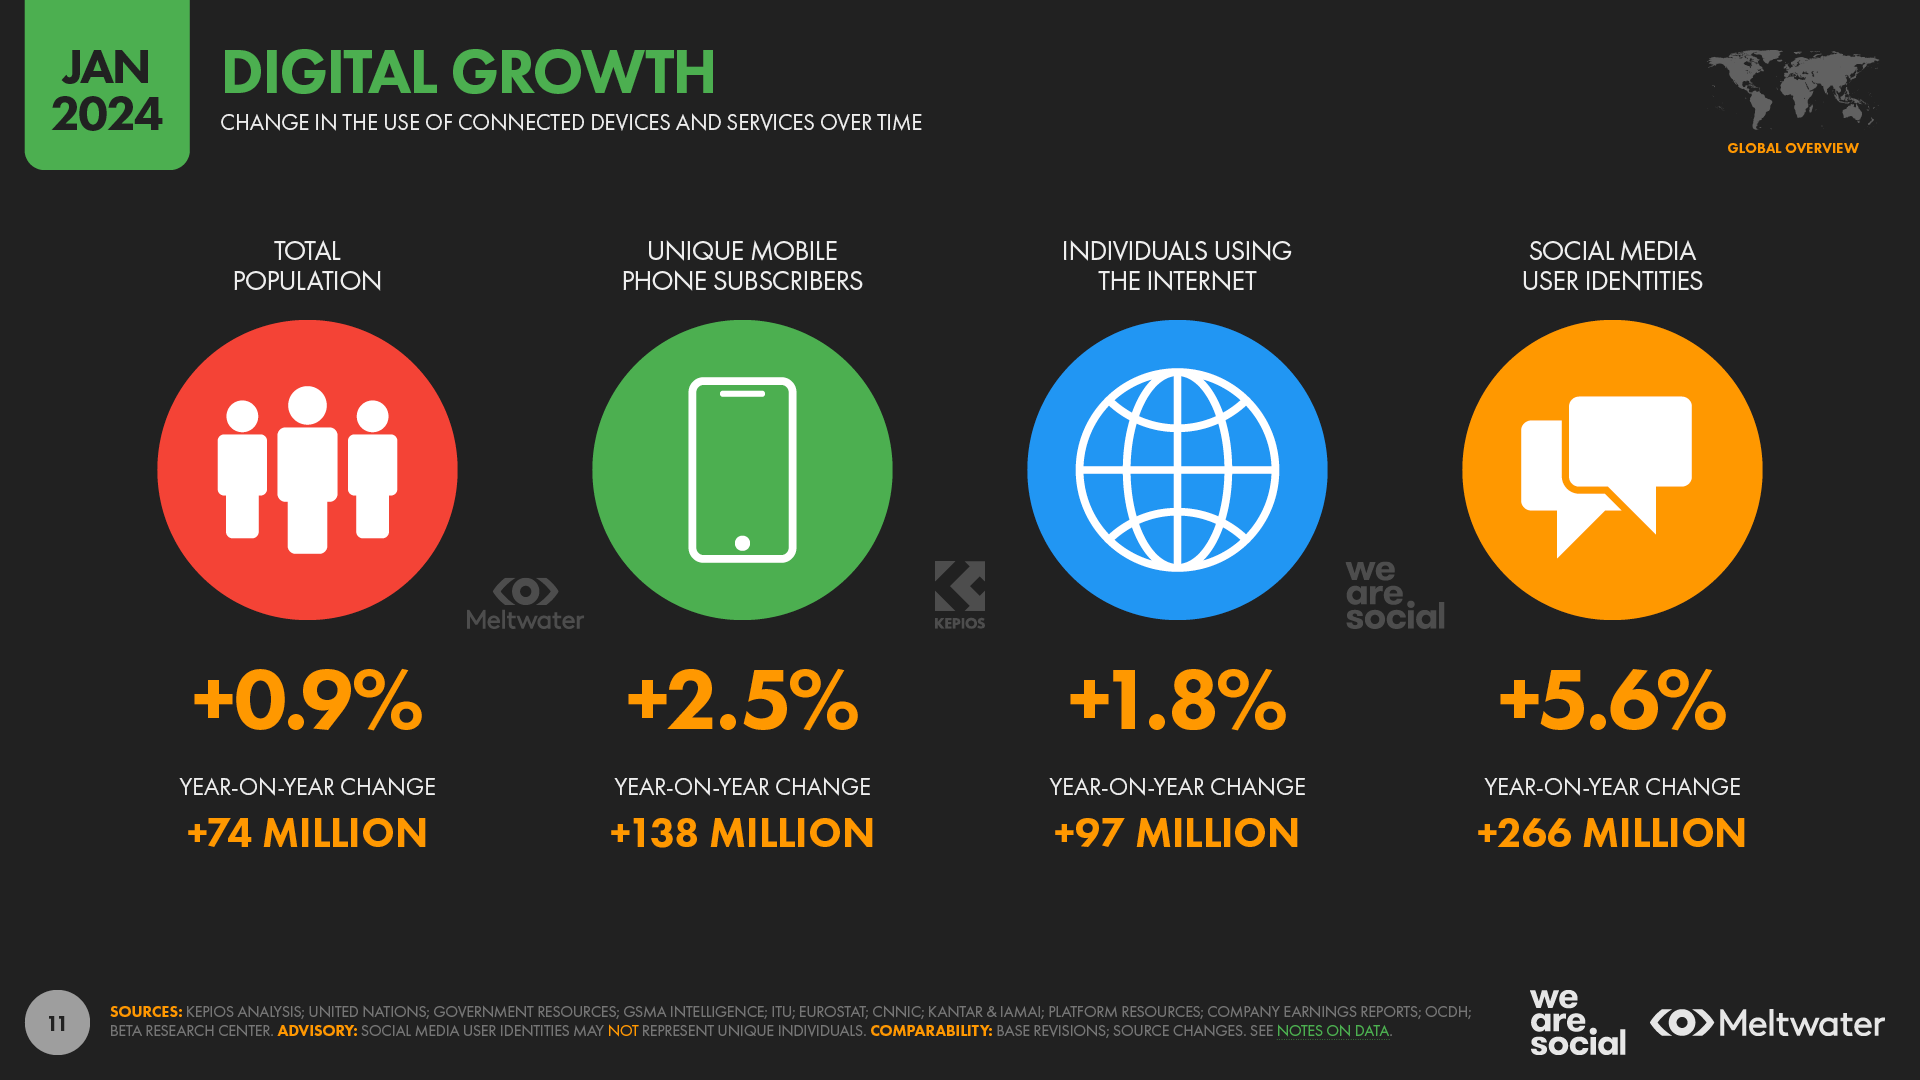 JAN
2024
DIGITAL GROWTH
CHANGE IN THE USE OF CONNECTED DEVICES AND SERVICES OVER TIME
GLOBAL OVERVIEW
TOTAL
POPULATION
+0.9%
YEAR-ON-YEAR CHANGE
+74 MILLION
UNIQUE MOBILE
PHONE SUBSCRIBERS
+2.5%
YEAR-ON-YEAR CHANGE
+138 MILLION
INDIVIDUALS USING
THE INTERNET
+1.8%
YEAR-ON-YEAR CHANGE
+97 MILLION
SOCIAL MEDIA
USER IDENTITIES
+5.6%
YEAR-ON-YEAR CHANGE
+266 MILLION
Meltwater
KEPIOS
we
are
social
11
SOURCES: KEPIOS ANALYSIS; UNITED NATIONS; GOVERNMENT RESOURCES; GSMA INTELLIGENCE; ITU; EUROSTAT; CNNIC; KANTAR & IAMAI; PLATFORM RESOURCES; COMPANY EARNINGS REPORTS; OCDH;
BETA RESEARCH CENTER. ADVISORY: SOCIAL MEDIA USER IDENTITIES MAY NOT REPRESENT UNIQUE INDIVIDUALS. COMPARABILITY: BASE REVISIONS; SOURCE CHANGES. SEE NOTES ON DATA.
we
are
social
Meltwater